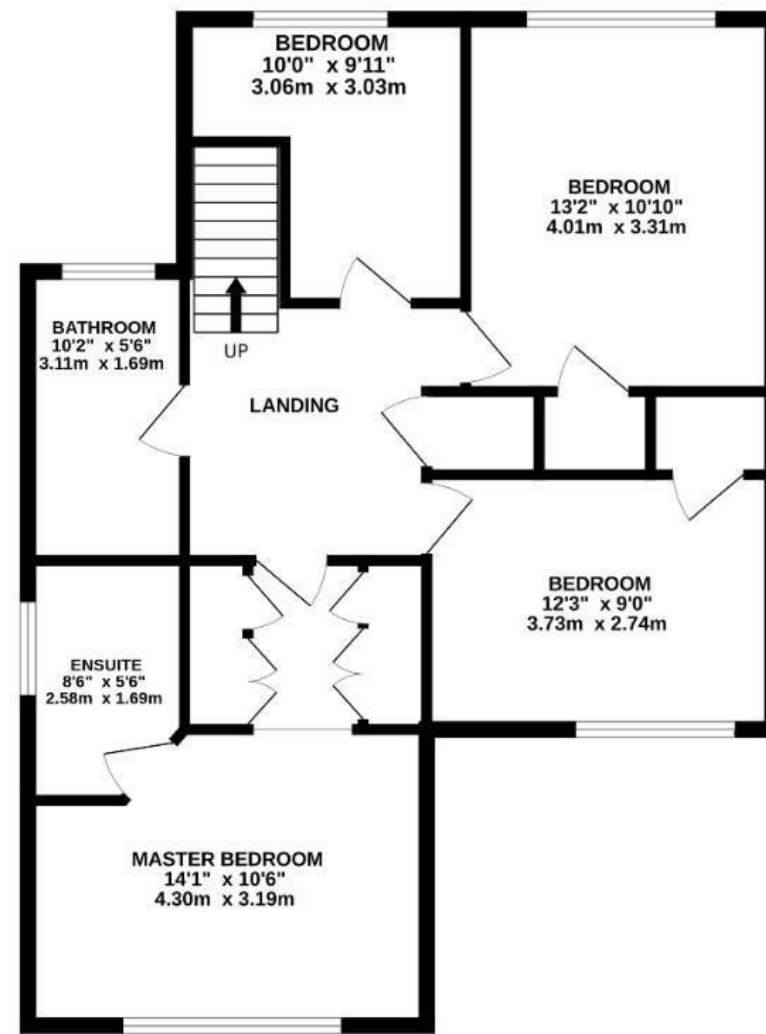 BEDROOM
10'0" x 9'11"
3.06m x 3.03m
BEDROOM
13'2" x 10'10"
4.01m x 3.31m
BATHROOM
10'2" x 5'6"
3.11m x 1.69m
UP
LANDING
BEDROOM
12'3" x 9'0"
3.73m x 2.74m
ENSUITE
8'6" x 5'6"
2.58m x 1.69m
MASTER BEDROOM
14'1" x 10'6"
4.30m x 3.19m